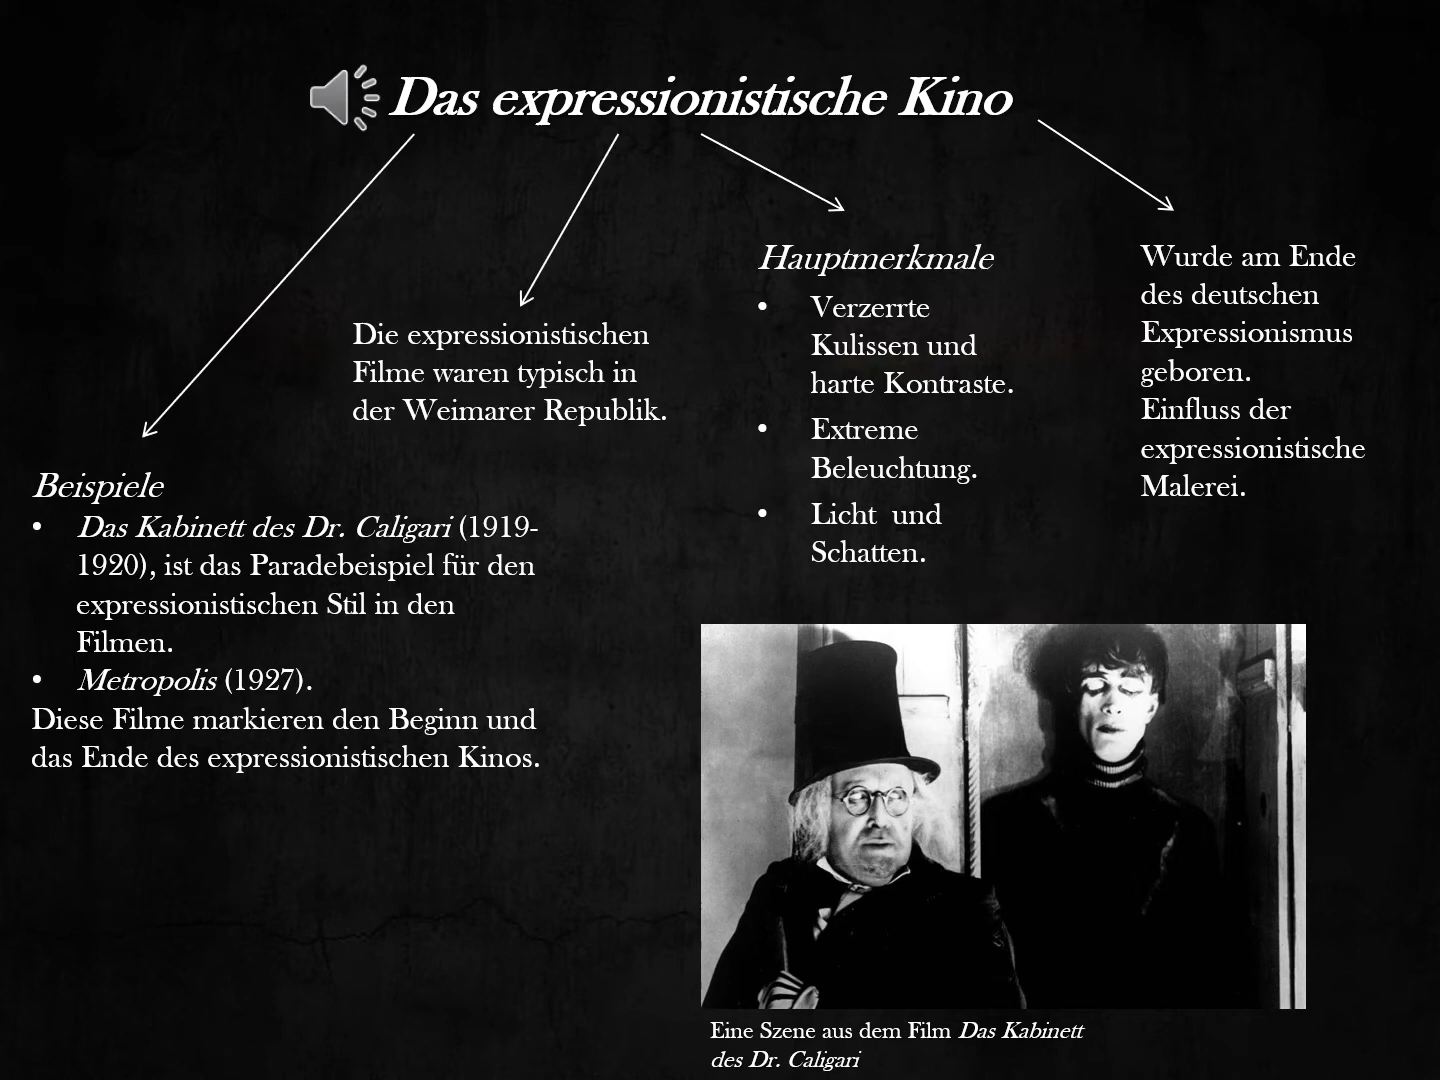 Das expressionistische Kino
Die expressionistischen
Filme waren typisch in
der Weimarer Republik.
Hauptmerkmale
• Verzerrte
Kulissen und
harte Kontraste.
• Extreme
Beleuchtung.
• Licht und
Schatten.
Wurde am Ende
des deutschen
Expressionismus
geboren.
Einfluss der
expressionistische
Malerei.
Beispiele
• Das Kabinett des Dr. Caligari (1919-
1920), ist das Paradebeispiel für den
expressionistischen Stil in den
Filmen.
• Metropolis (1927).
Diese Filme markieren den Beginn und
das Ende des expressionistischen Kinos.
Eine Szene aus dem Film Das Kabinett
des Dr. Caligari